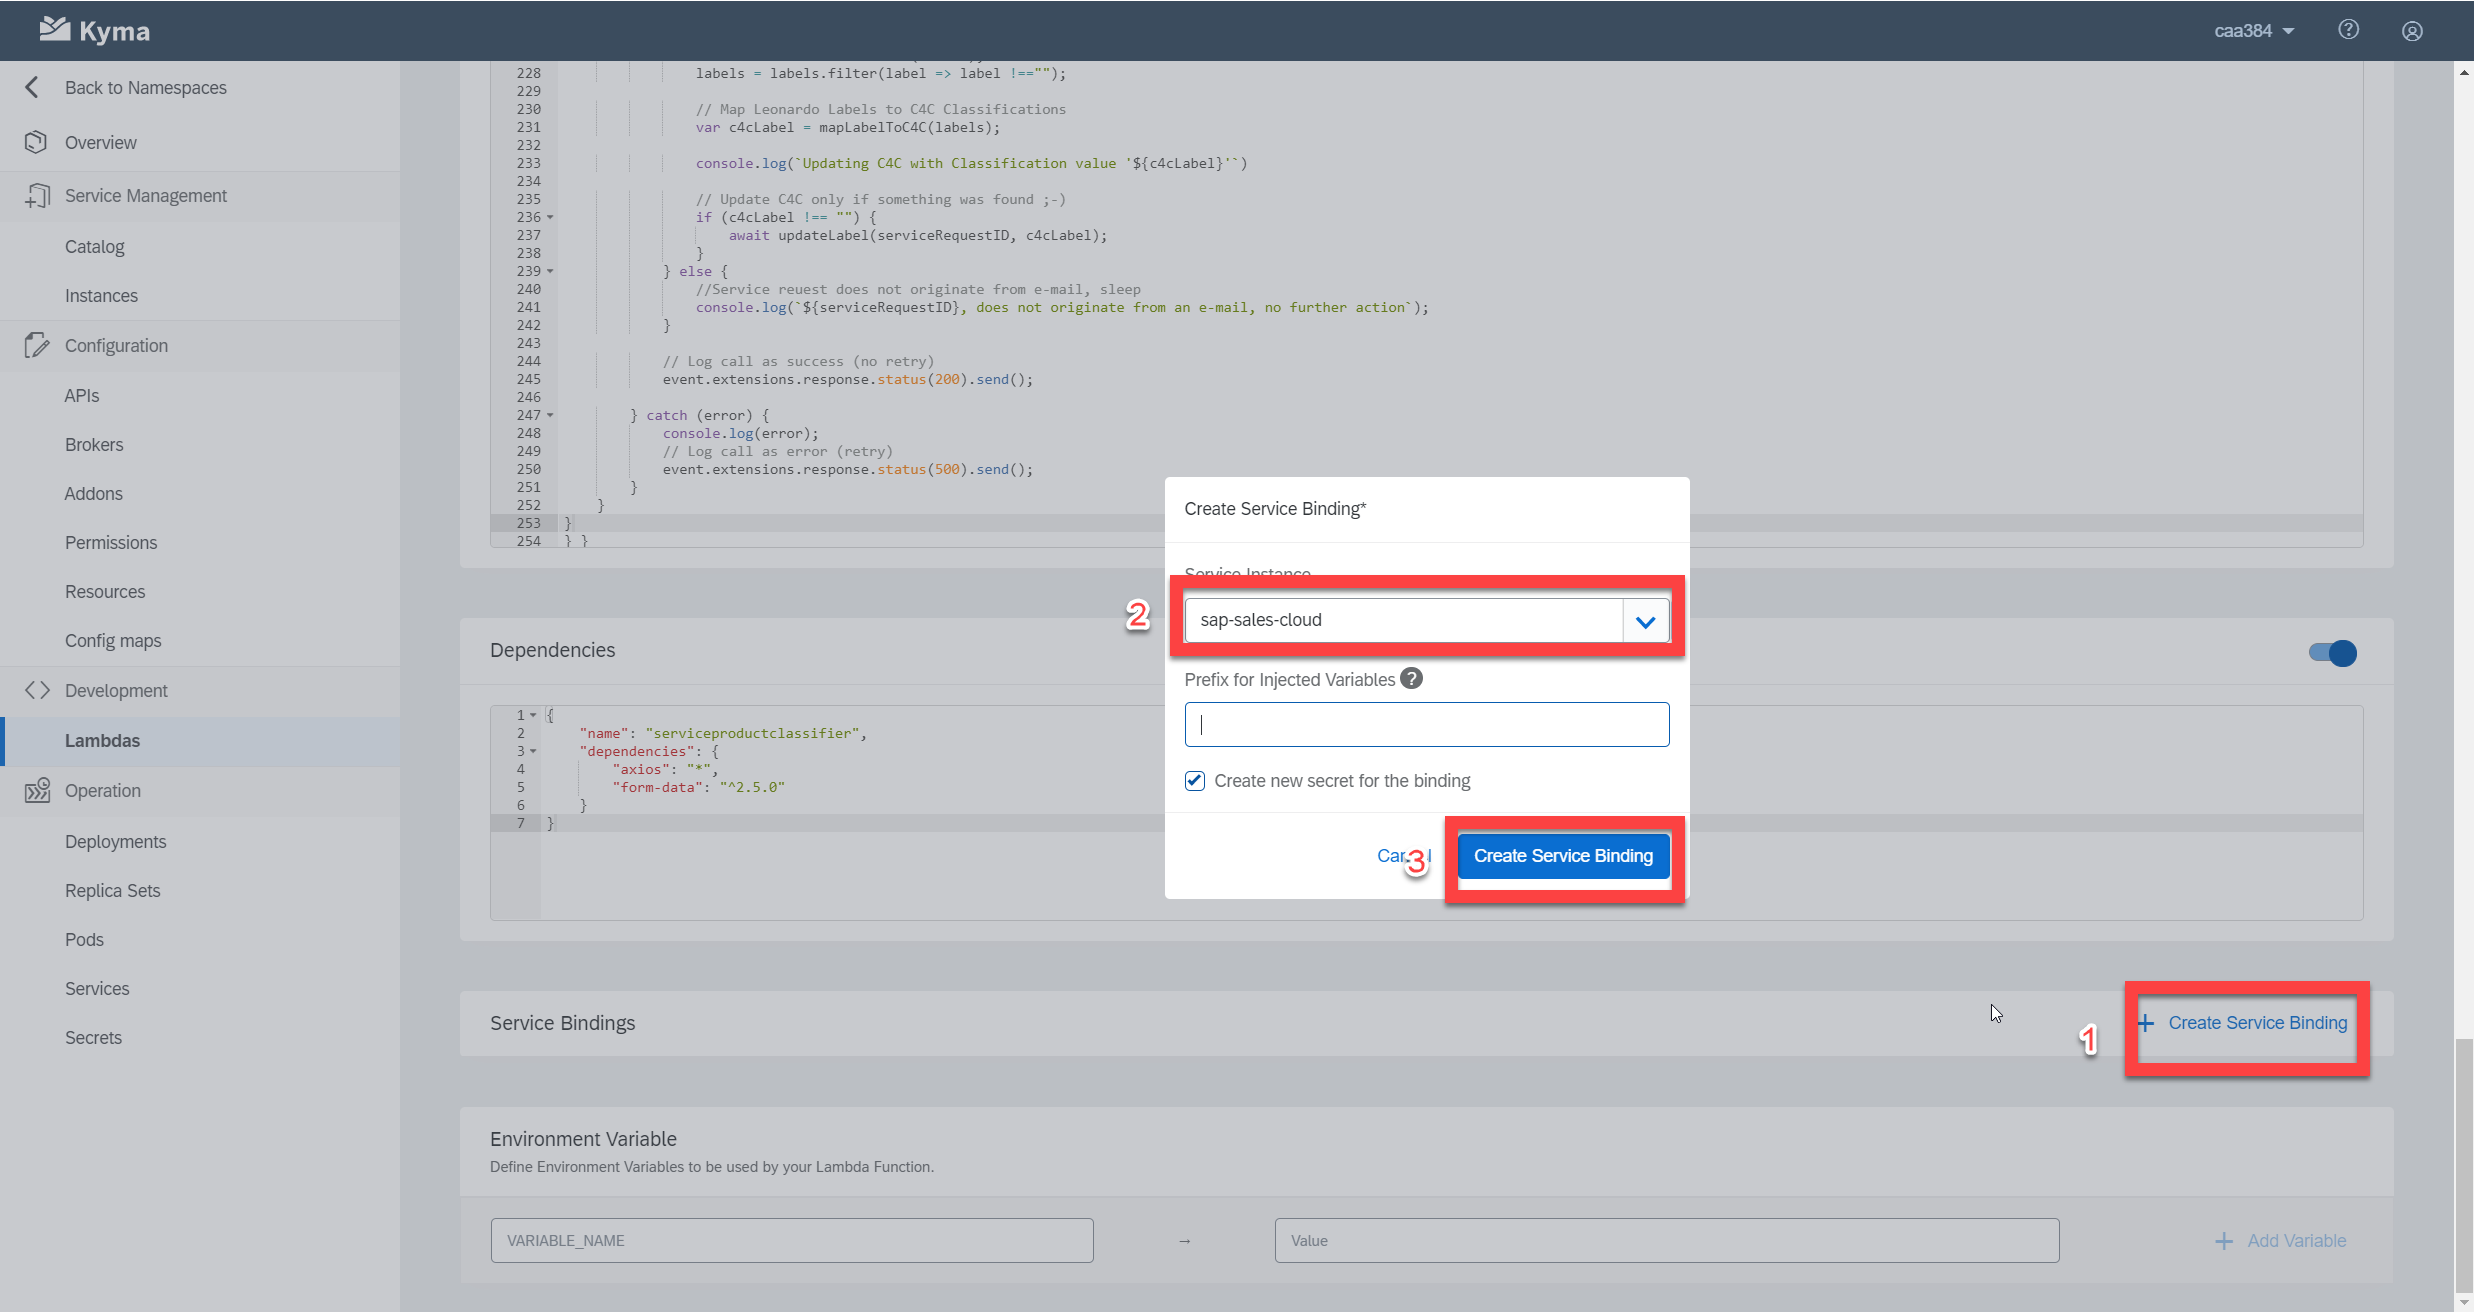 Kyma
caa384
Back to Namespaces
Overview
Service Management
Catalog
Instances
Configuration
APIs
Brokers
Addons
Permissions
Resources
Config maps
Development
Lambdas
Operation
Deployments
Replica Sets
Pods
Services
Secrets
228 labels = labels.filter(label => label !=="");
229
230 // Map Leonardo Labels to C4C Classifications
231 var c4cLabel = mapLabelToC4C(labels);
232
233 console.log(`Updating C4C with Classification value '${c4cLabel}'`)
234
235 // Update C4C only if something was found ;-)
236 if (c4cLabel !== "") {
237 await updateLabel(serviceRequestID, c4cLabel);
238 }
239 } else {
240 //Service reuest does not originate from e-mail, sleep
241 console.log(`${serviceRequestID}, does not originate from an e-mail, no further action`);
242 }
243
244 // Log call as success (no retry)
245 event.extensions.response.status(200).send();
246
247 } catch (error) {
248 console.log(error);
249 // Log call as error (retry)
250 event.extensions.response.status(500).send();
251 }
252 }
253 }
254 } }
Create Service Binding*
Service Instance
2
sap-sales-cloud
Prefix for Injected Variables ?
Create new secret for the binding
3
Create Service Binding
Dependencies
1 {
2 "name": "serviceproductclassifier",
3 "dependencies": {
4 "axios": "*",
5 "form-data": "^2.5.0"
6 }
7 }
Service Bindings
1
+ Create Service Binding
Environment Variable
Define Environment Variables to be used by your Lambda Function.
VARIABLE_NAME → Value + Add Variable